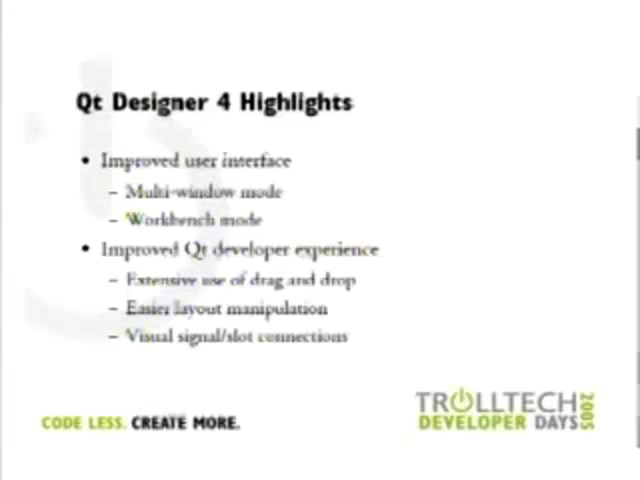 Qt Designer 4 Highlights
• Improved user interface
– Multi-window mode
– Workbench mode
• Improved Qt developer experience
– Extensive use of drag and drop
– Easier layout manipulation
– Visual signal/slot connections
CODE LESS. CREATE MORE.
TROLLTECH
DEVELOPER DAYS 2005